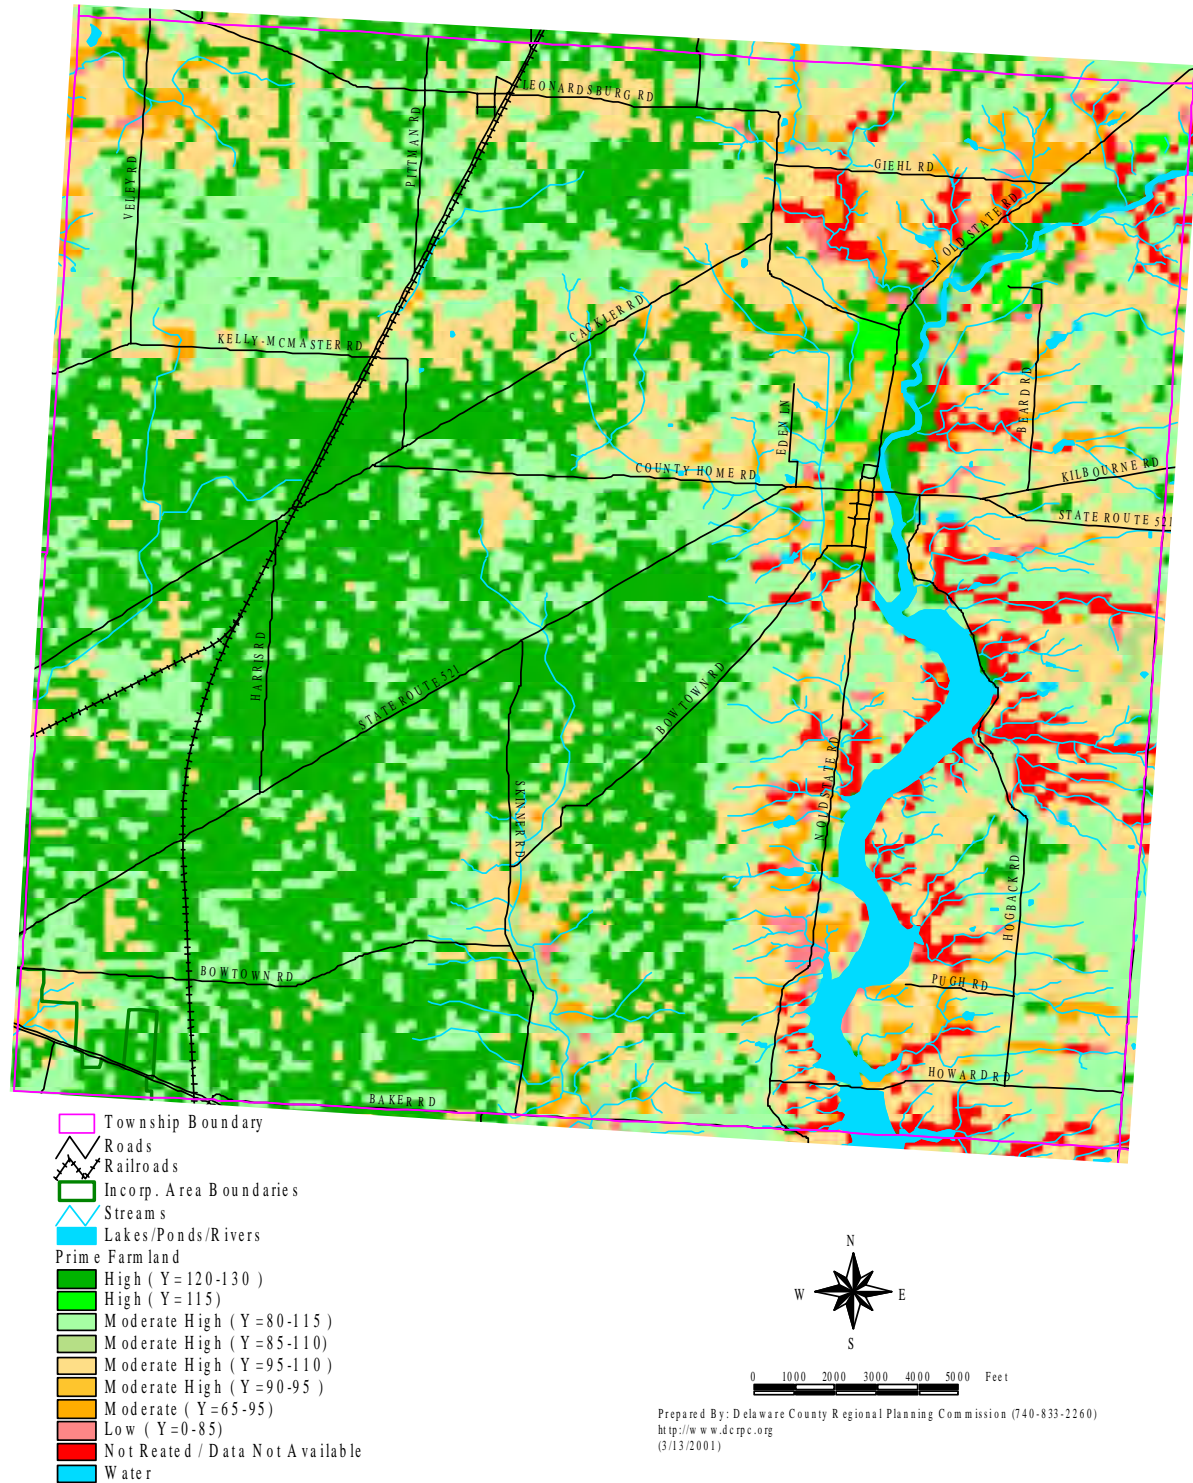 LEONARDSBURG RD
PITTMAN RD
VELEY RD
GIEHL RD
N OLD STATE RD
CACKLER RD
KELLY-MCMASTER RD
BEARD RD
EDEN LN
COUNTY HOME RD
KILBOURNE RD
STATE ROUTE 521
HARRIS RD
STATE ROUTE 521
BOWTOWN RD
N OLD STATE RD
SKINNER RD
HOGBACK RD
BOWTOWN RD
PUGH RD
HOWARD RD
BAKER RD
Township Boundary
Roads
Railroads
Incorp. Area Boundaries
Streams
Lakes/Ponds/Rivers
Prime Farmland
High ( Y=120-130 )
High ( Y=115)
Moderate High ( Y=80-115 )
Moderate High ( Y=85-110)
Moderate High ( Y=95-110)
Moderate High ( Y=90-95 )
Moderate ( Y=65-95)
Low ( Y=0-85)
Not Reated / Data Not Available
Water
N
W E
S
0 1000 2000 3000 4000 5000 Feet
Prepared By: Delaware County Regional Planning Commission (740-833-2260)
http://www.dcrpc.org
(3/13/2001)